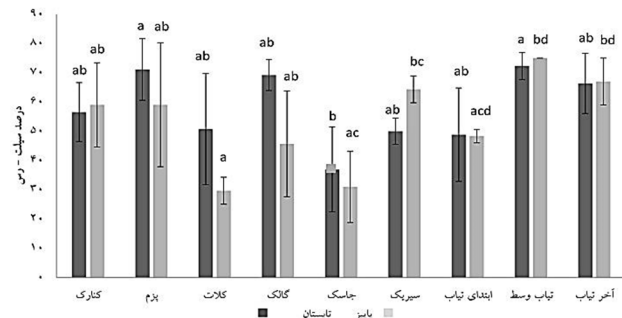 درصد سیلت - رس
۹۰
۸۰
۷۰
۶۰
۵۰
۴۰
۳۰
۲۰
۱۰
۰
ab ab a ab ab a ab ab b ac ab bc ab acd a bd ab bd
کنارک پزم کلات گالک جاسک سیریک ابتدای تیاب تیاب وسط آخر تیاب
تابستان پاییز